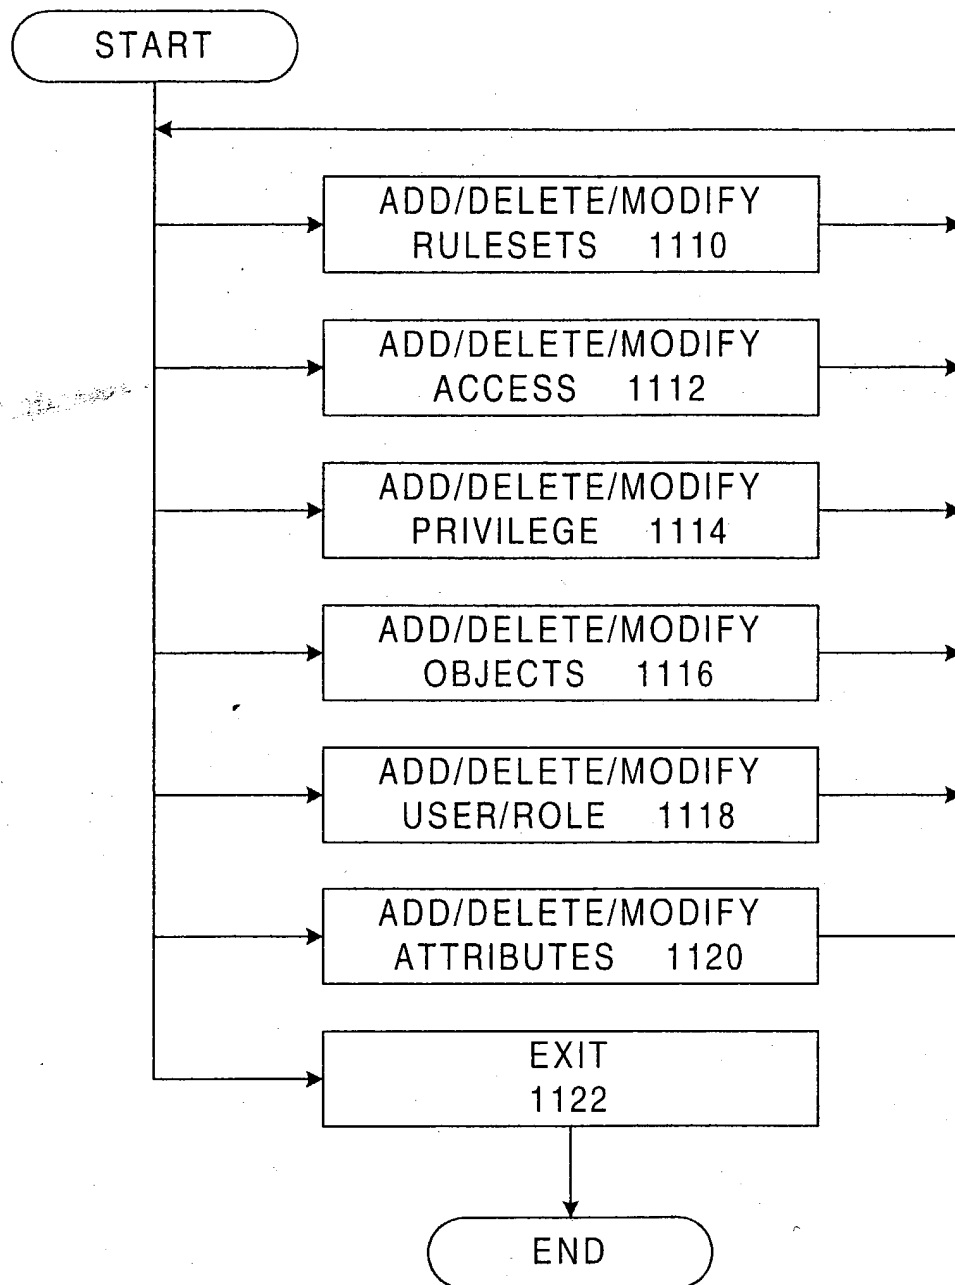 START
ADD/DELETE/MODIFY
RULESETS 1110
ADD/DELETE/MODIFY
ACCESS 1112
ADD/DELETE/MODIFY
PRIVILEGE 1114
ADD/DELETE/MODIFY
OBJECTS 1116
ADD/DELETE/MODIFY
USER/ROLE 1118
ADD/DELETE/MODIFY
ATTRIBUTES 1120
EXIT
1122
END